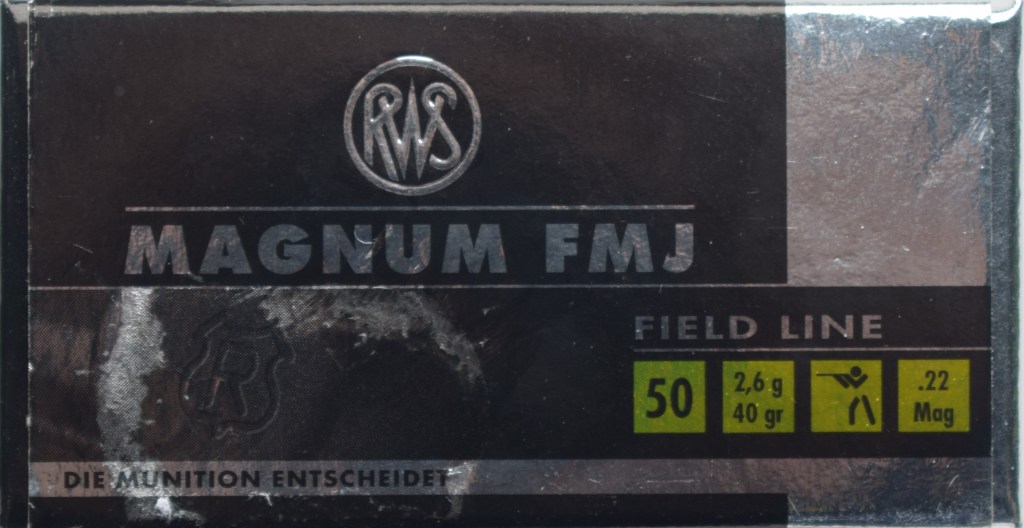 RWS
MAGNUM FMJ
FIELD LINE
50
2,6 g
40 gr
.22
Mag
R
DIE MUNITION ENTSCHEIDET